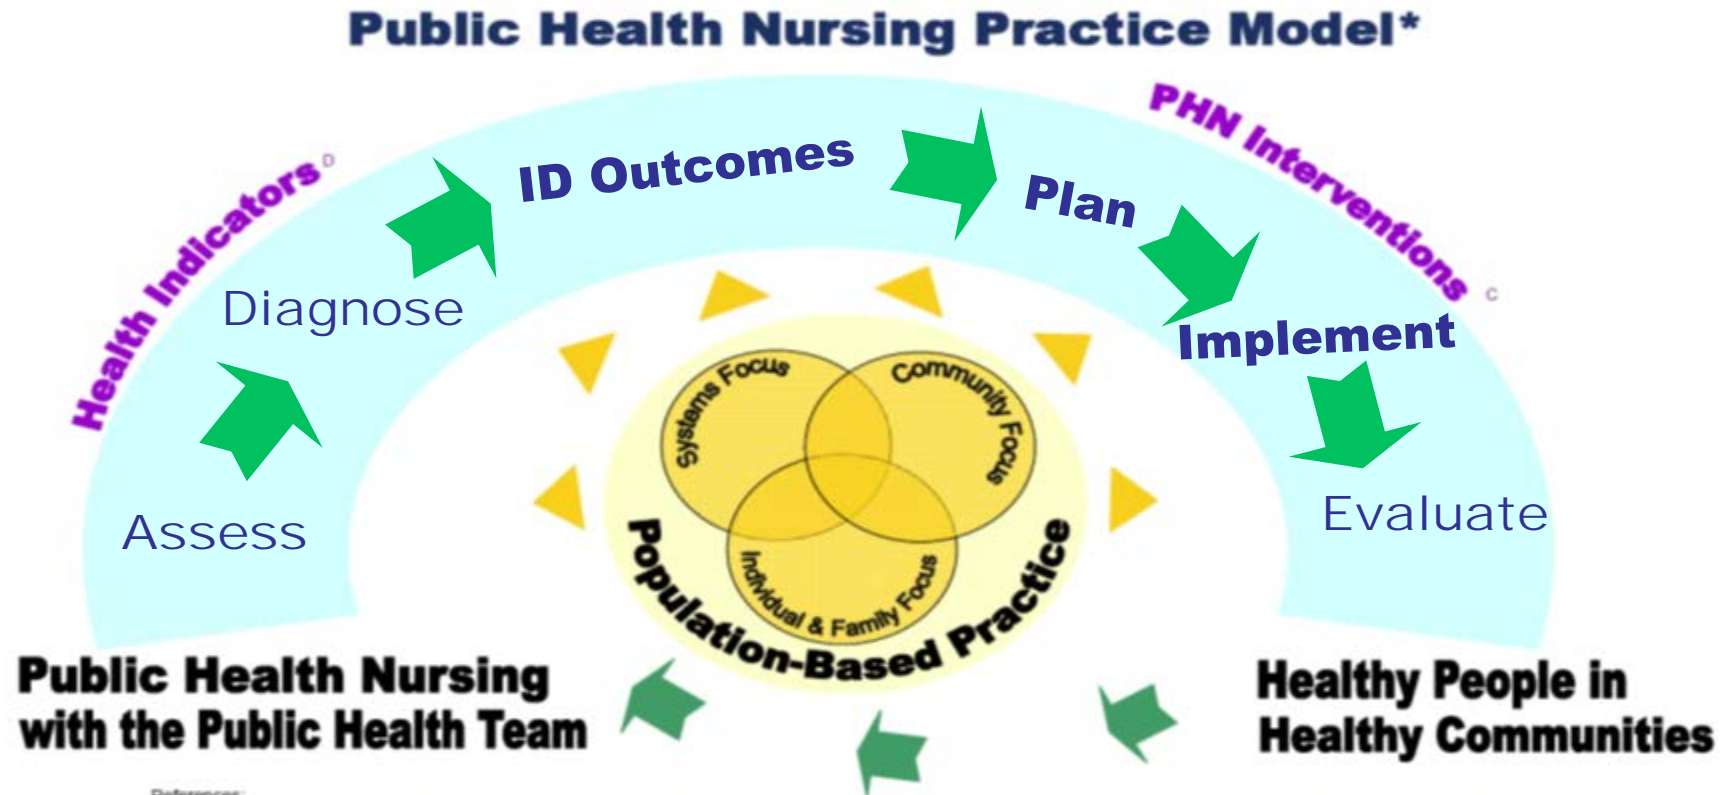 Public Health Nursing Practice Model*
Health Indicators D
PHN Interventions C
Assess
Diagnose
ID Outcomes
Plan
Implement
Evaluate
Systems Focus
Community Focus
Individual & Family Focus
Population-Based Practice
Public Health Nursing
with the Public Health Team
Healthy People in
Healthy Communities
References: